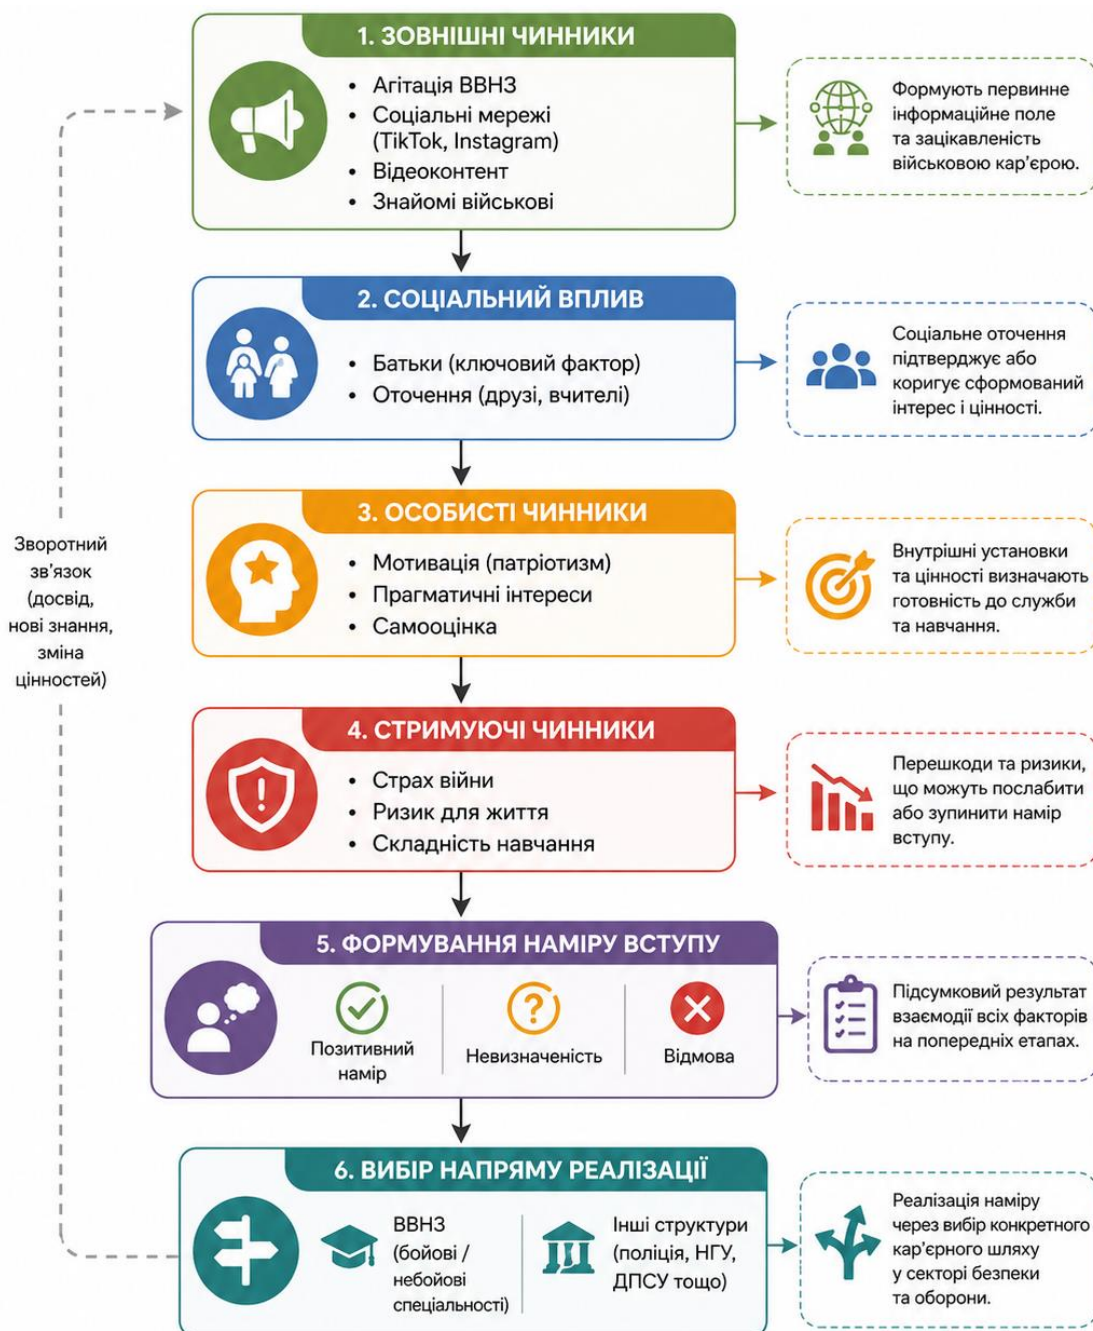 1. ЗОВНІШНІ ЧИННИКИ
• Агітація ВВНЗ
• Соціальні мережі
(TikTok, Instagram)
• Відеоконтент
• Знайомі військові
Формують первинне
інформаційне поле
та зацікавленість
військовою кар’єрою.
2. СОЦІАЛЬНИЙ ВПЛИВ
• Батьки (ключовий фактор)
• Оточення (друзі, вчителі)
Соціальне оточення
підтверджує або
коригує сформований
інтерес і цінності.
3. ОСОБИСТІ ЧИННИКИ
• Мотивація (патріотизм)
• Прагматичні інтереси
• Самооцінка
Внутрішні установки
та цінності визначають
готовність до служби
та навчання.
Зворотний
зв’язок
(досвід,
нові знання,
зміна
цінностей)
4. СТРИМУЮЧІ ЧИННИКИ
• Страх війни
• Ризик для життя
• Складність навчання
Перешкоди та ризики,
що можуть послабити
або зупинити намір
вступу.
5. ФОРМУВАННЯ НАМІРУ ВСТУПУ
Позитивний
намір
Невизначеність
Відмова
Підсумковий результат
взаємодії всіх факторів
на попередніх етапах.
6. ВИБІР НАПРЯМУ РЕАЛІЗАЦІЇ
ВВНЗ
(бойові /
небойові
спеціальності)
Інші структури
(поліція, НГУ,
ДПСУ тощо)
Реалізація наміру
через вибір конкретного
кар’єрного шляху
у секторі безпеки
та оборони.